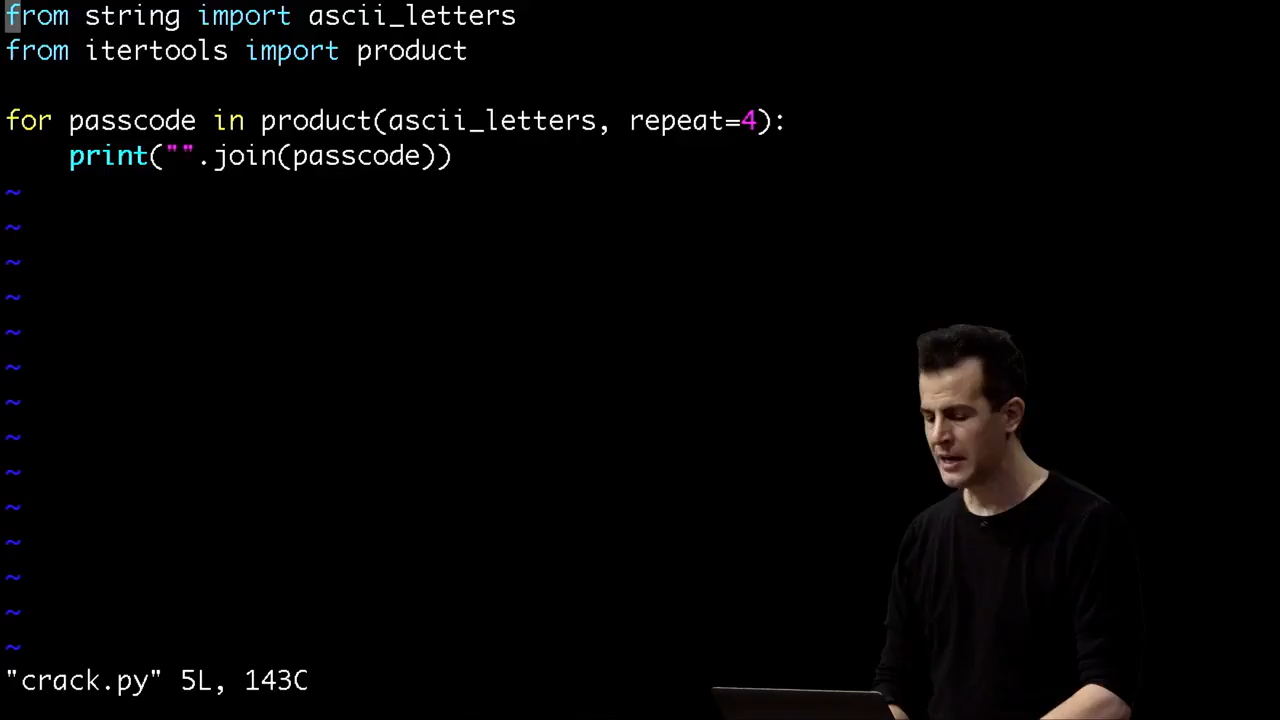 from string import ascii_letters
from itertools import product
for passcode in product(ascii_letters, repeat=4):
    print("".join(passcode))
~
~
~
~
~
~
~
~
~
~
~
~
~
~
"crack.py" 5L, 143C